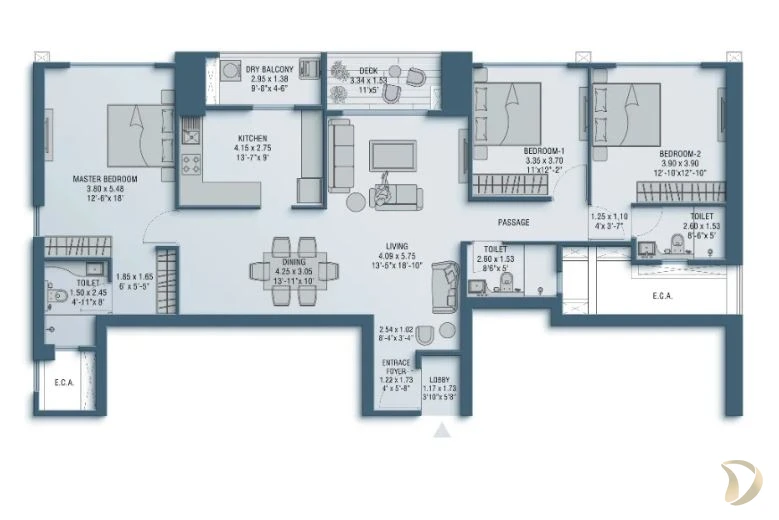 DRY BALCONY
2.95 x 1.38
9'-8" x 4'-6"
DECK
3.34 x 1.53
11'x5'
KITCHEN
4.15 x 2.75
13'-7" x 9'
MASTER BEDROOM
3.80 x 5.48
12'-6" x 18'
BEDROOM-1
3.35 x 3.70
11'x12'-2"
BEDROOM-2
3.90 x 3.90
12'-10"x12'-10"
PASSAGE
1.25 x 1.10
4' x 3'-7"
TOILET
2.60 x 1.53
8'-6" x 5'
LIVING
4.09 x 5.75
13'-5" x 18'-10"
TOILET
2.60 x 1.53
8'6"x 5'
DINING
4.25 x 3.05
13'-11" x 10'
1.85 x 1.65
6' x 5'-5"
TOILET
1.50 x 2.45
4'-11"x 8'
E.C.A.
2.54 x 1.02
8'-4" x 3'-4"
ENTRACE
FOYER
1.22 x 1.73
4' x 5'-8"
LOBBY
1.17 x 1.73
3'10"x 5'8"
E.C.A.